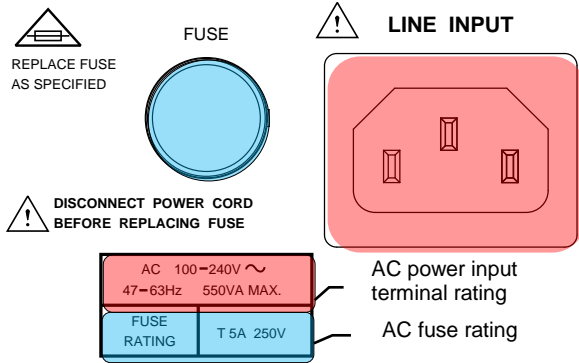 REPLACE FUSE
AS SPECIFIED
FUSE
! LINE INPUT
! DISCONNECT POWER CORD
BEFORE REPLACING FUSE
AC 100-240V ~
47-63Hz 550VA MAX.
AC power input
terminal rating
FUSE
RATING
T 5A 250V
AC fuse rating